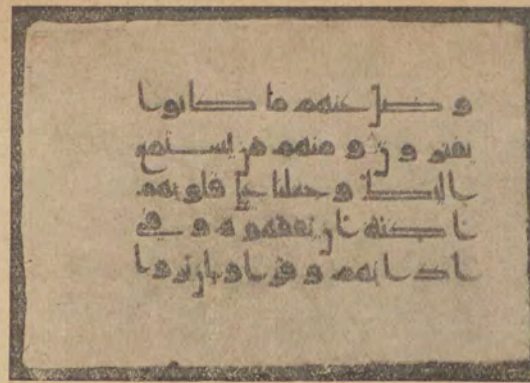 وضل عنهم ما كانوا
يفترون ومنهم من يستمع
اليك وجعلنا على قلوبهم
اكنه ان يفقهوه وفي
اذانهم وقرا وان يروا